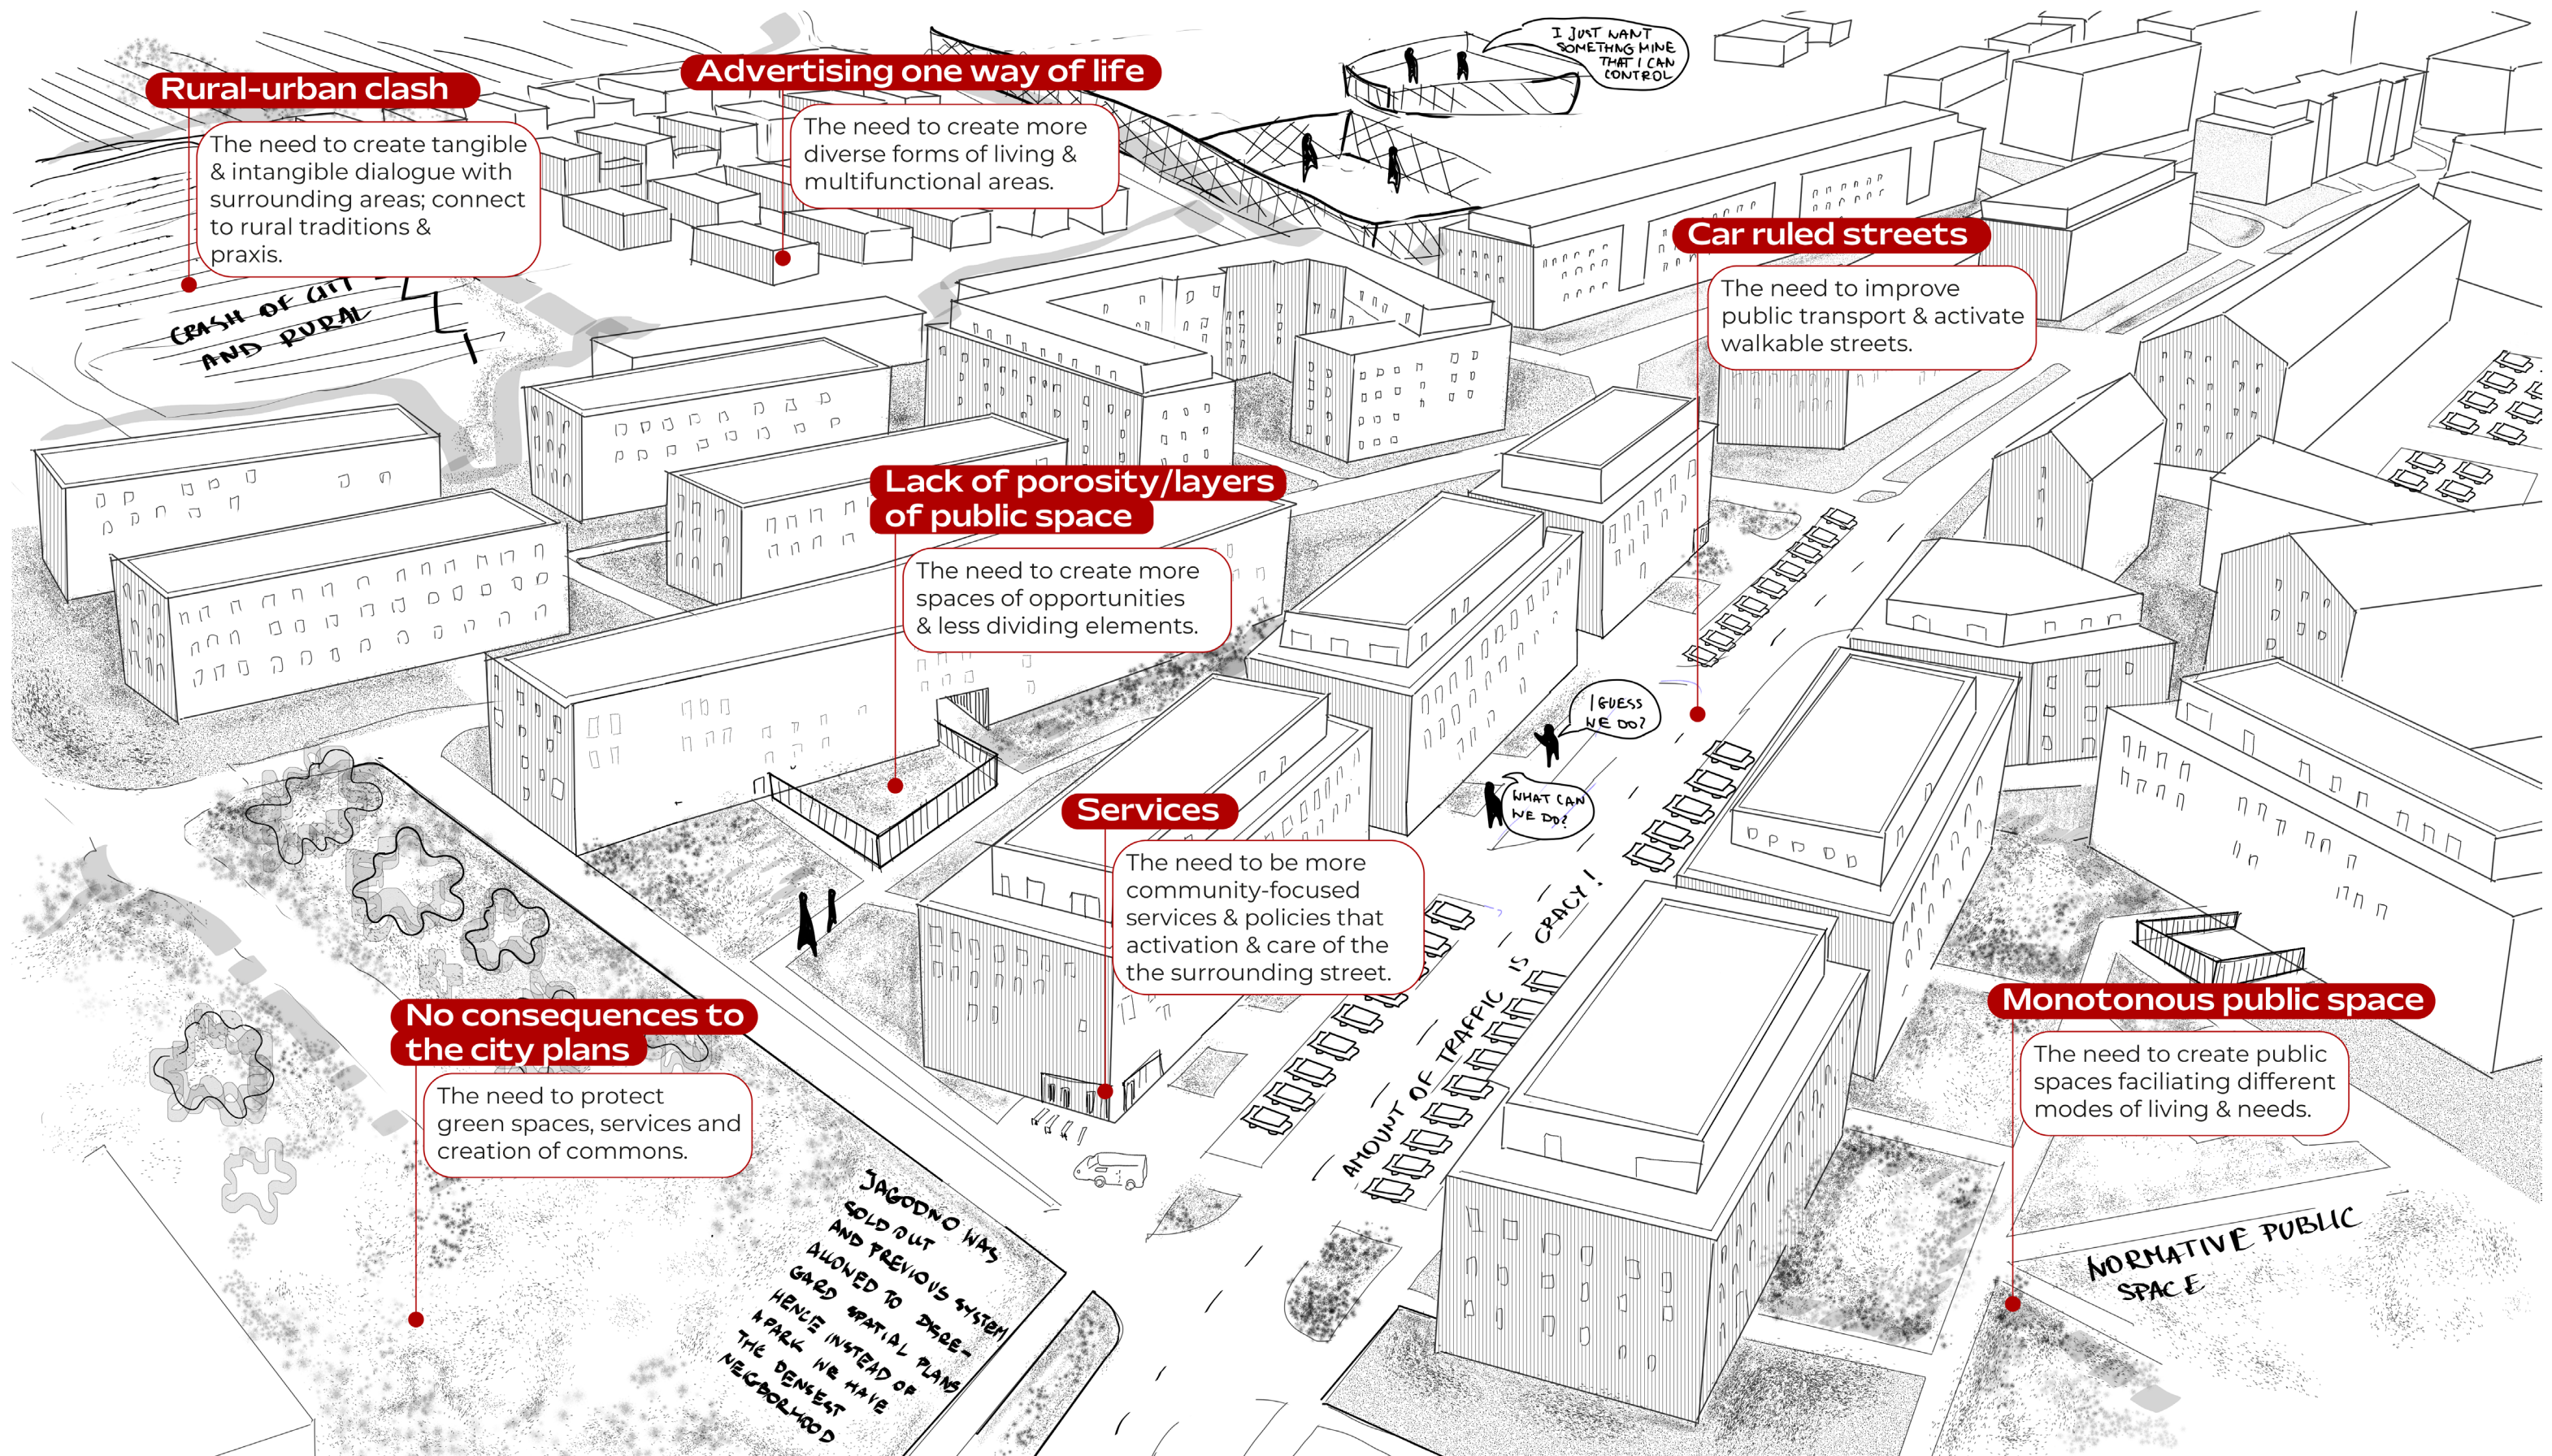 I JUST WANT
SOMETHNG MINE
THAT I CAN
CONTROL
Rural-urban clash
The need to create tangible
& intangible dialogue with
surrounding areas; connect
to rural traditions &
praxis.
CRASH OF CITY
AND RURAL
Advertising one way of life
The need to create more
diverse forms of living &
multifunctional areas.
Car ruled streets
The need to improve
public transport & activate
walkable streets.
Lack of porosity/layers
of public space
The need to create more
spaces of opportunities
& less dividing elements.
I GUESS
WE DO?
WHAT CAN
WE DO?
Services
The need to be more
community-focused
services & policies that
activation & care of the
the surrounding street.
AMOUNT OF TRAFFIC IS CRACY!
No consequences to
the city plans
The need to protect
green spaces, services and
creation of commons.
JAGODNO WAS
SOLD OUT
AND PREVIOUS SYSTEM
ALLOWED TO DISRE-
GARD SPATIAL PLANS
HENCE INSTEAD OF
A PARK WE HAVE
THE DENSEST
NEIGBORHOOD
Monotonous public space
The need to create public
spaces faciliating different
modes of living & needs.
NORMATIVE PUBLIC
SPACE